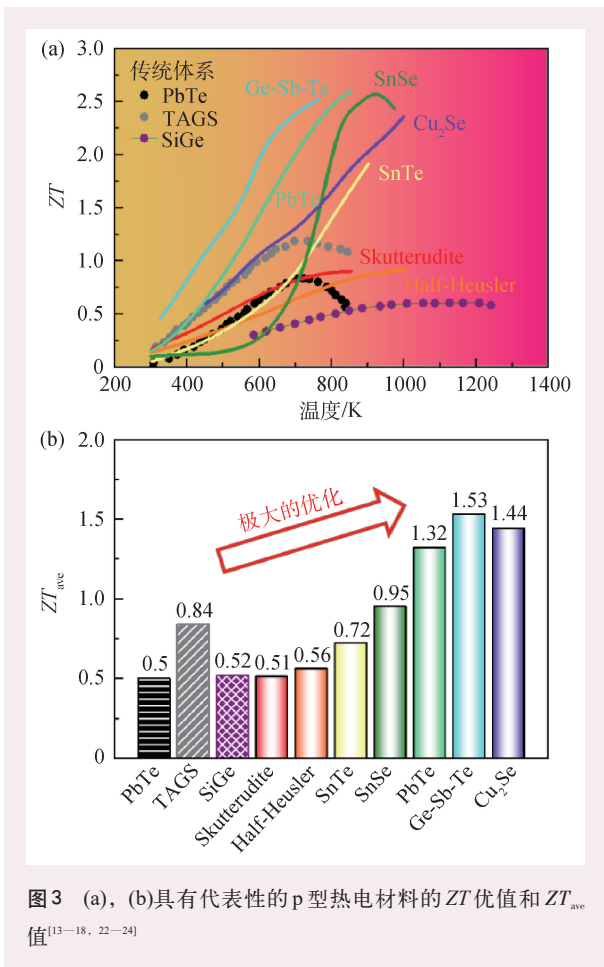 (a)
3.0
2.5
2.0
1.5
1.0
0.5
0
ZT
传统体系
PbTe
TAGS
SiGe
Ge-Sb-Te
SnSe
Cu₂Se
SnTe
PbTe
Skutterudite
Half-Heusler
200 400 600 800 1000 1200 1400
温度/K
(b)
2.0
1.5
1.0
0.5
0
ZTave
极大的优化
0.5
0.84
0.52
0.51
0.56
0.72
0.95
1.32
1.53
1.44
PbTe
TAGS
SiGe
Skutterudite
Half-Heusler
SnTe
SnSe
PbTe
Ge-Sb-Te
Cu₂Se
图3 (a)，(b)具有代表性的p型热电材料的ZT优值和ZTave
值[13—18，22—24]